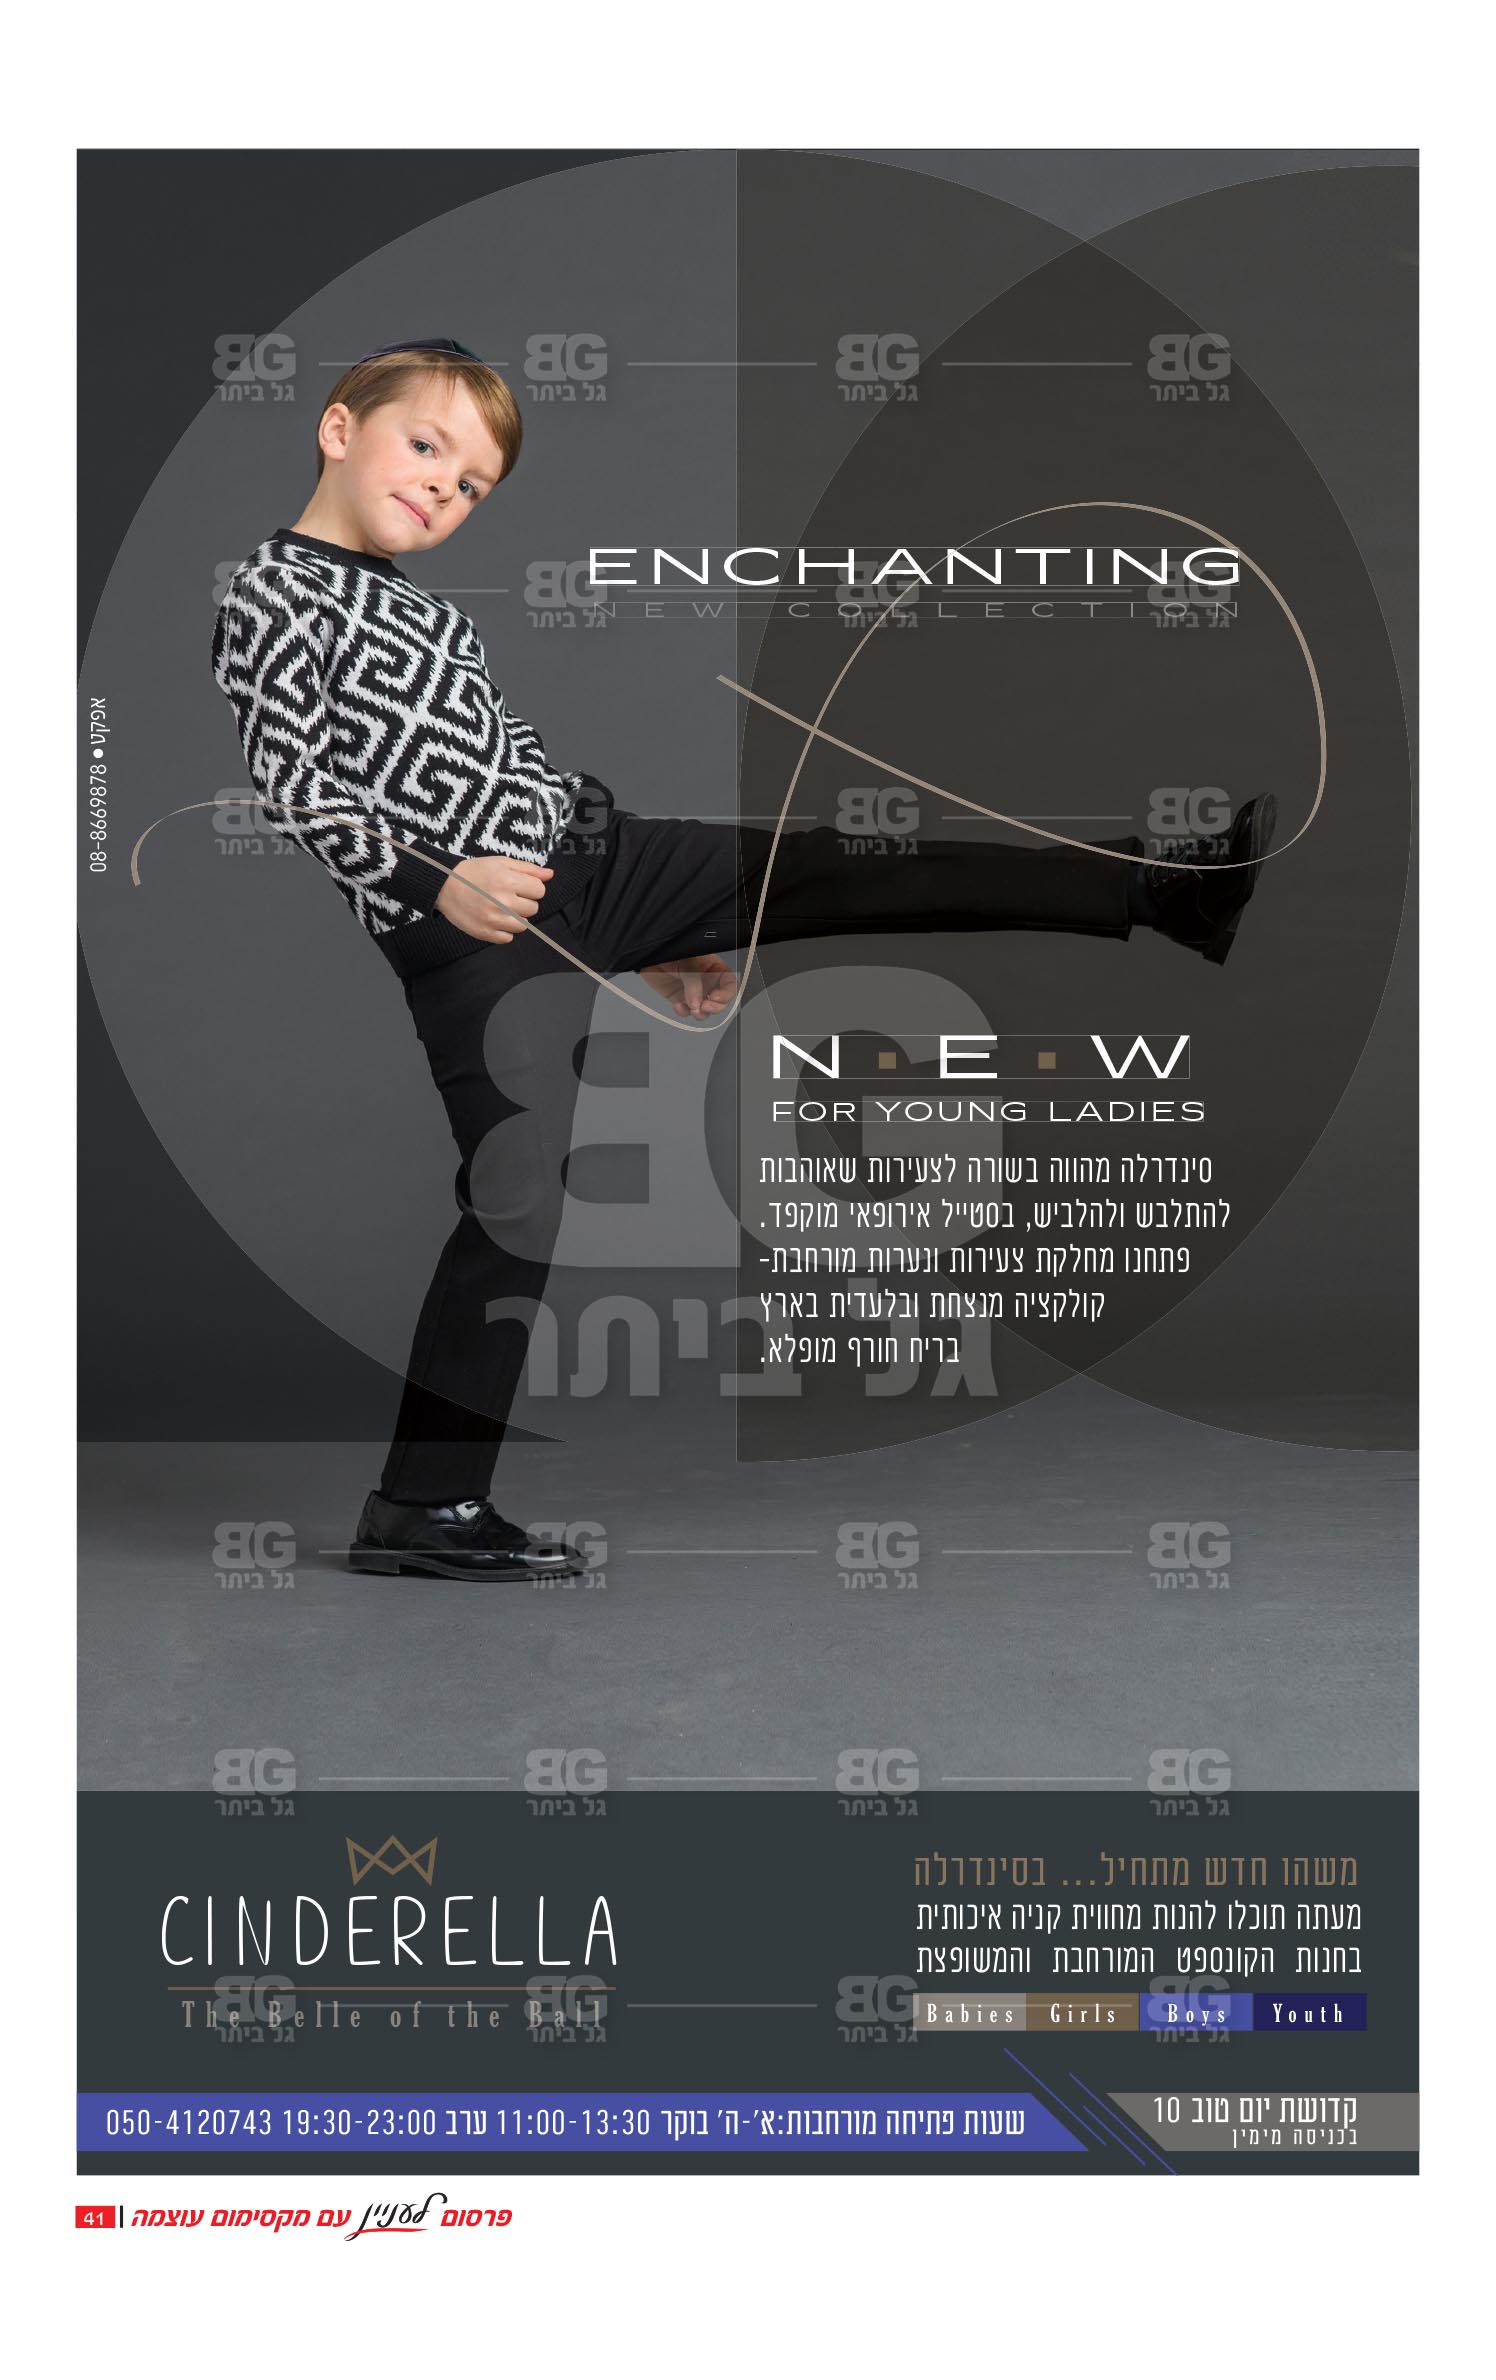 ENCHANTING
NEW COLLECTION
אפקט • 08-8669878
N·E·W
FOR YOUNG LADIES
סינדרלה מהווה בשורה לצעירות שאוהבות
להתלבש ולהלביש, בסטייל אירופאי מוקפד.
פתחנו מחלקת צעירות ונערות מורחבת-
קולקציה מנצחת ובלעדית בארץ
בריח חורף מופלא.
BG
גל ביתר
משהו חדש מתחיל... בסינדרלה
מעתה תוכלו להנות מחווית קניה איכותית
בחנות הקונספט המורחבת והמשופצת
Babies Girls Boys Youth
CINDERELLA
The Belle of the Ball
קדושת יום טוב 10
בכניסה מימין
שעות פתיחה מורחבות:א'-ה' בוקר 11:00-13:30 ערב 19:30-23:00 050-4120743
פרסום לעניין עם מקסימום עוצמה | 41